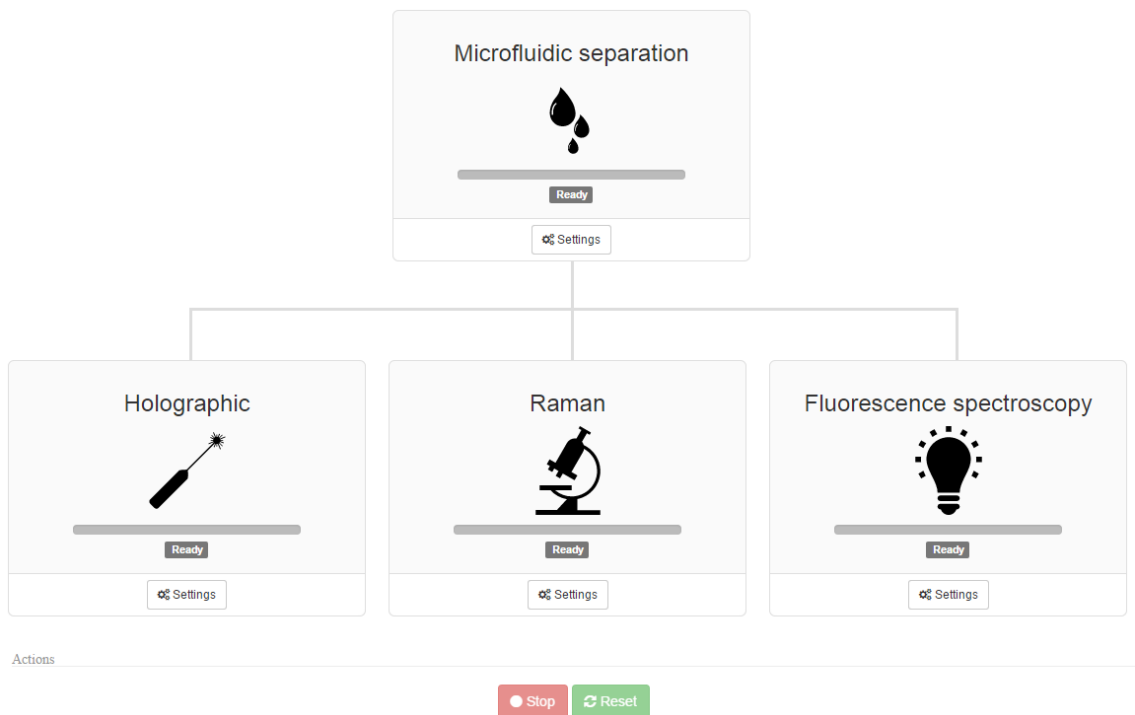 Microfluidic separation
Ready
Settings
Holographic
Raman
Fluorescence spectroscopy
Ready
Ready
Ready
Settings
Settings
Settings
Actions
Stop
Reset